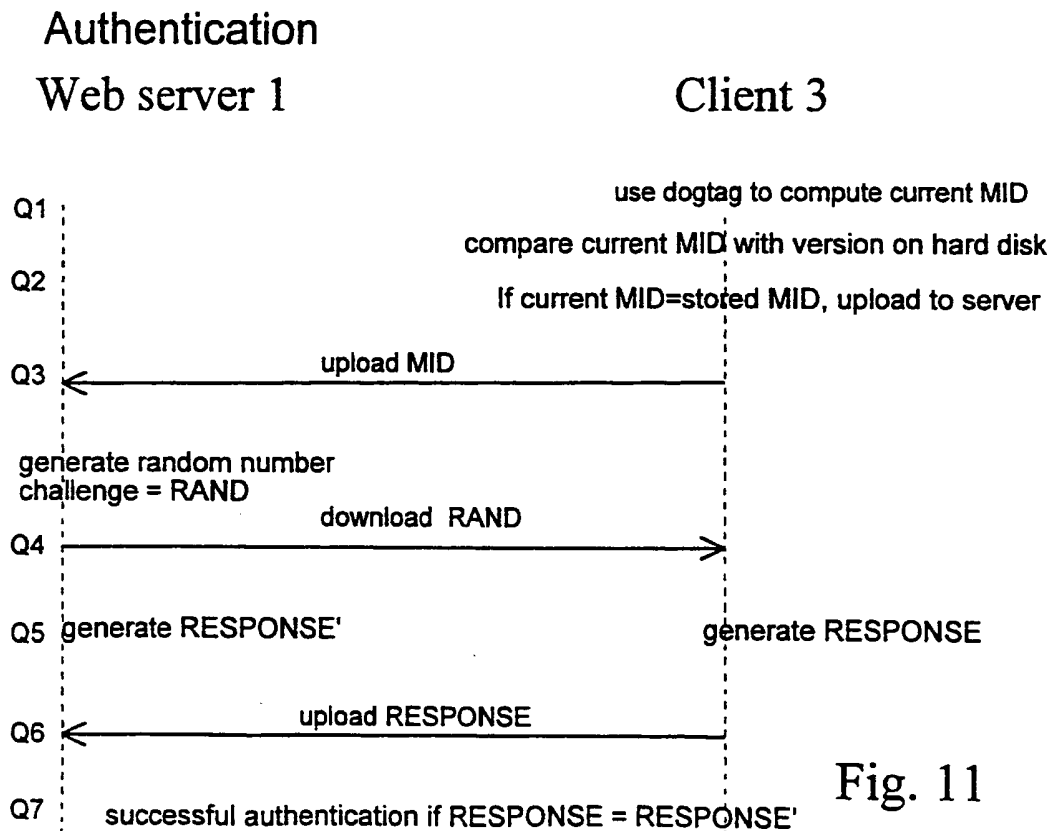 Authentication
Web server 1
Client 3
Q1
use dogtag to compute current MID
compare current MID with version on hard disk
Q2
If current MID=stored MID, upload to server
Q3
upload MID
generate random number
challenge = RAND
download RAND
Q4
Q5
generate RESPONSE'
generate RESPONSE
upload RESPONSE
Q6
Fig. 11
Q7
successful authentication if RESPONSE = RESPONSE'